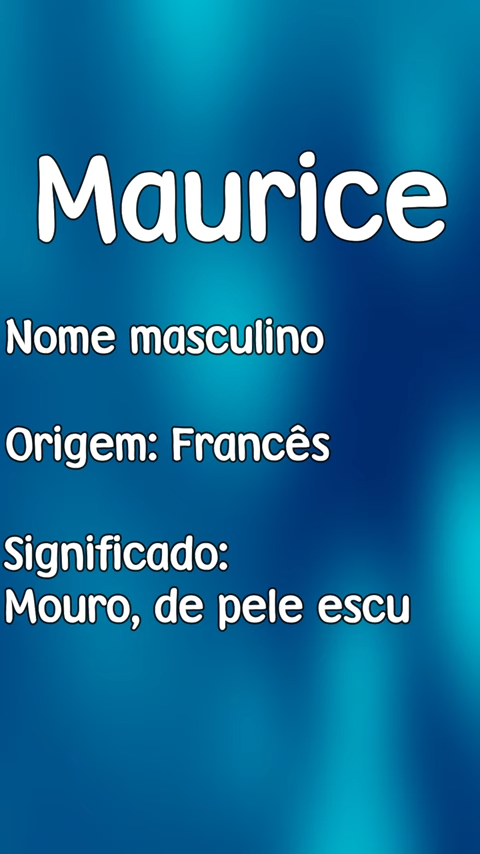 Maurice
Nome masculino
Origem: Francês
Significado:
Mouro, de pele escu